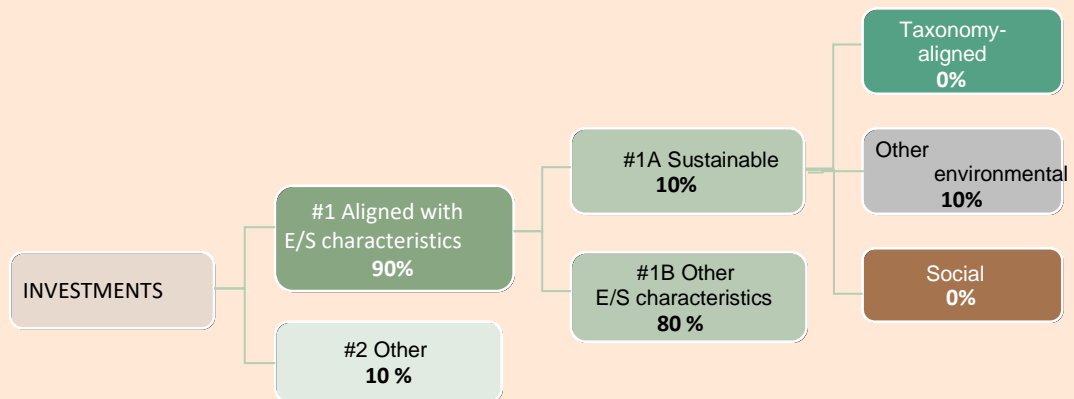 INVESTMENTS
#1 Aligned with
E/S characteristics
90%
#2 Other
10 %
#1A Sustainable
10%
#1B Other
E/S characteristics
80 %
Taxonomy-
aligned
0%
Other
environmental
10%
Social
0%